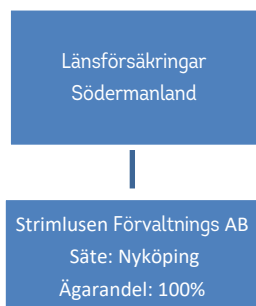 Länsförsäkringar
Södermanland
Strimlusen Förvaltnings AB
Säte: Nyköping
Ägarandel: 100%